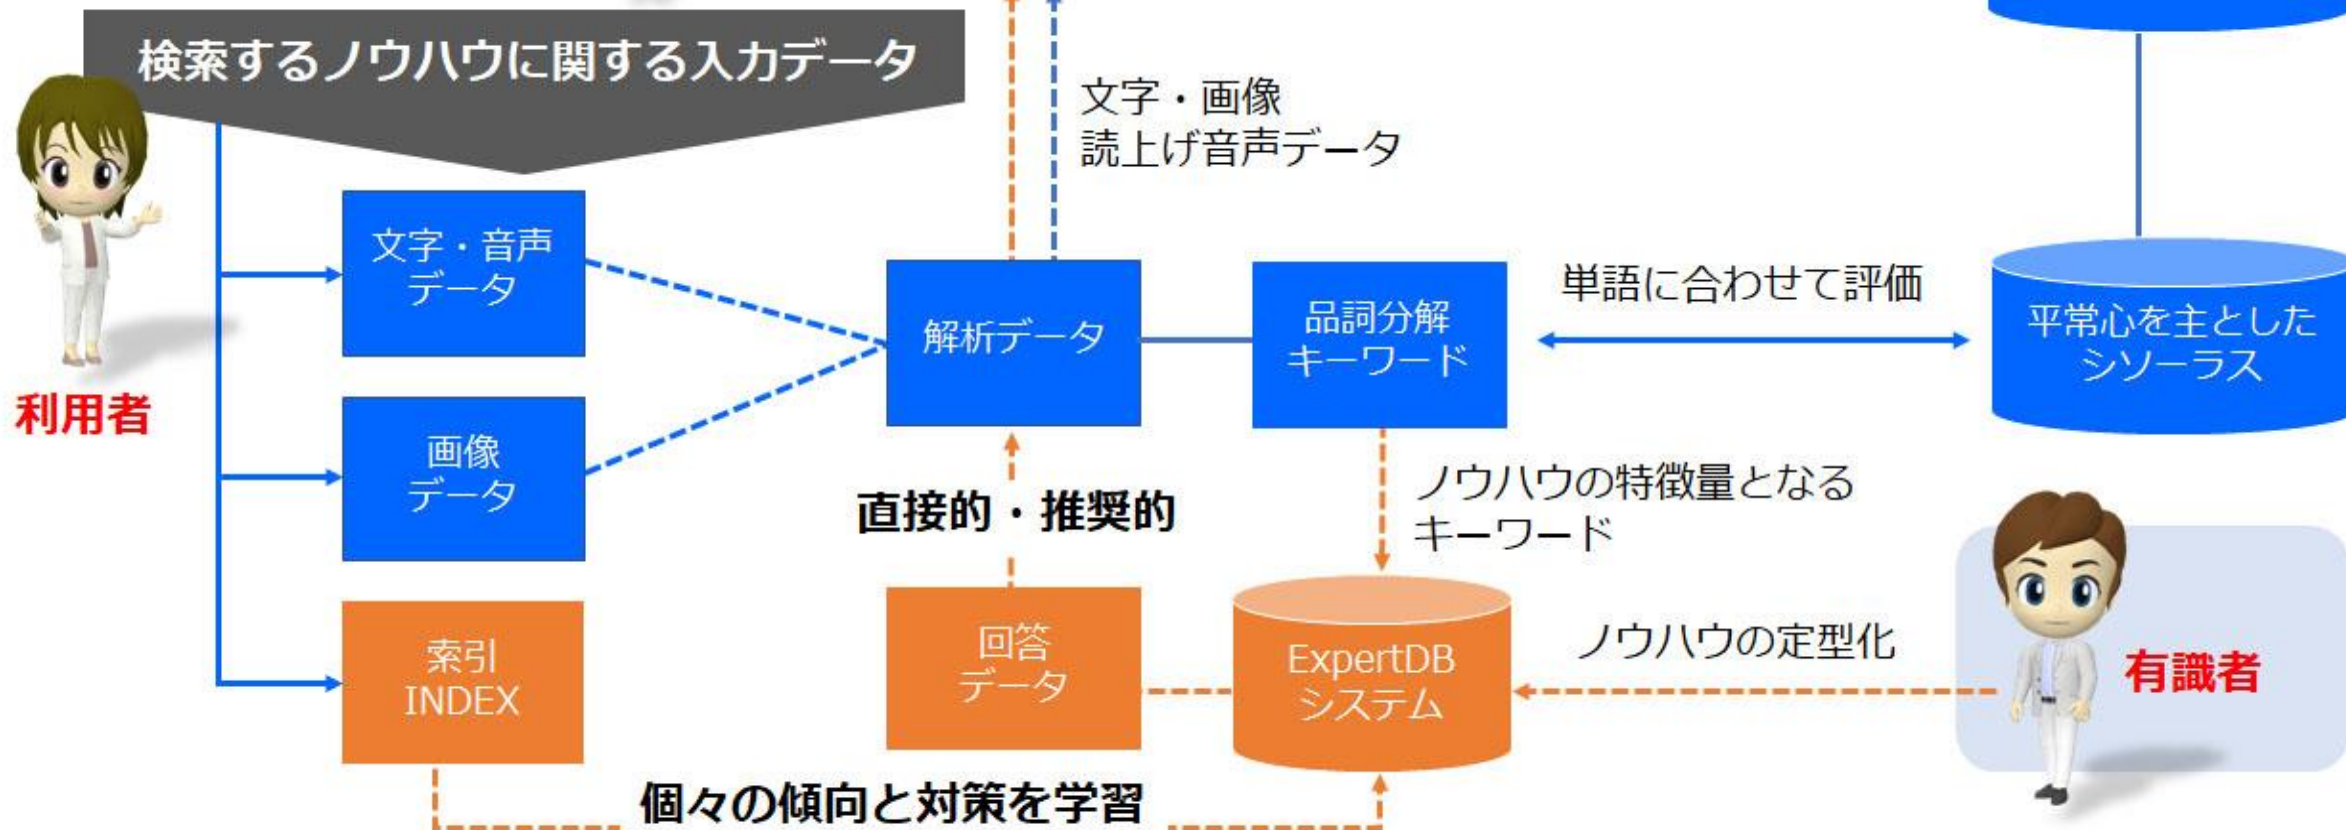 検索するノウハウに関する入力データ
文字・画像
読上げ音声データ
文字・音声
データ
解析データ
品詞分解
キーワード
単語に合わせて評価
平常心を主とした
シソーラス
利用者
画像
データ
直接的・推奨的
ノウハウの特徴量となる
キーワード
索引
INDEX
回答
データ
ExpertDB
システム
ノウハウの定型化
有識者
個々の傾向と対策を学習